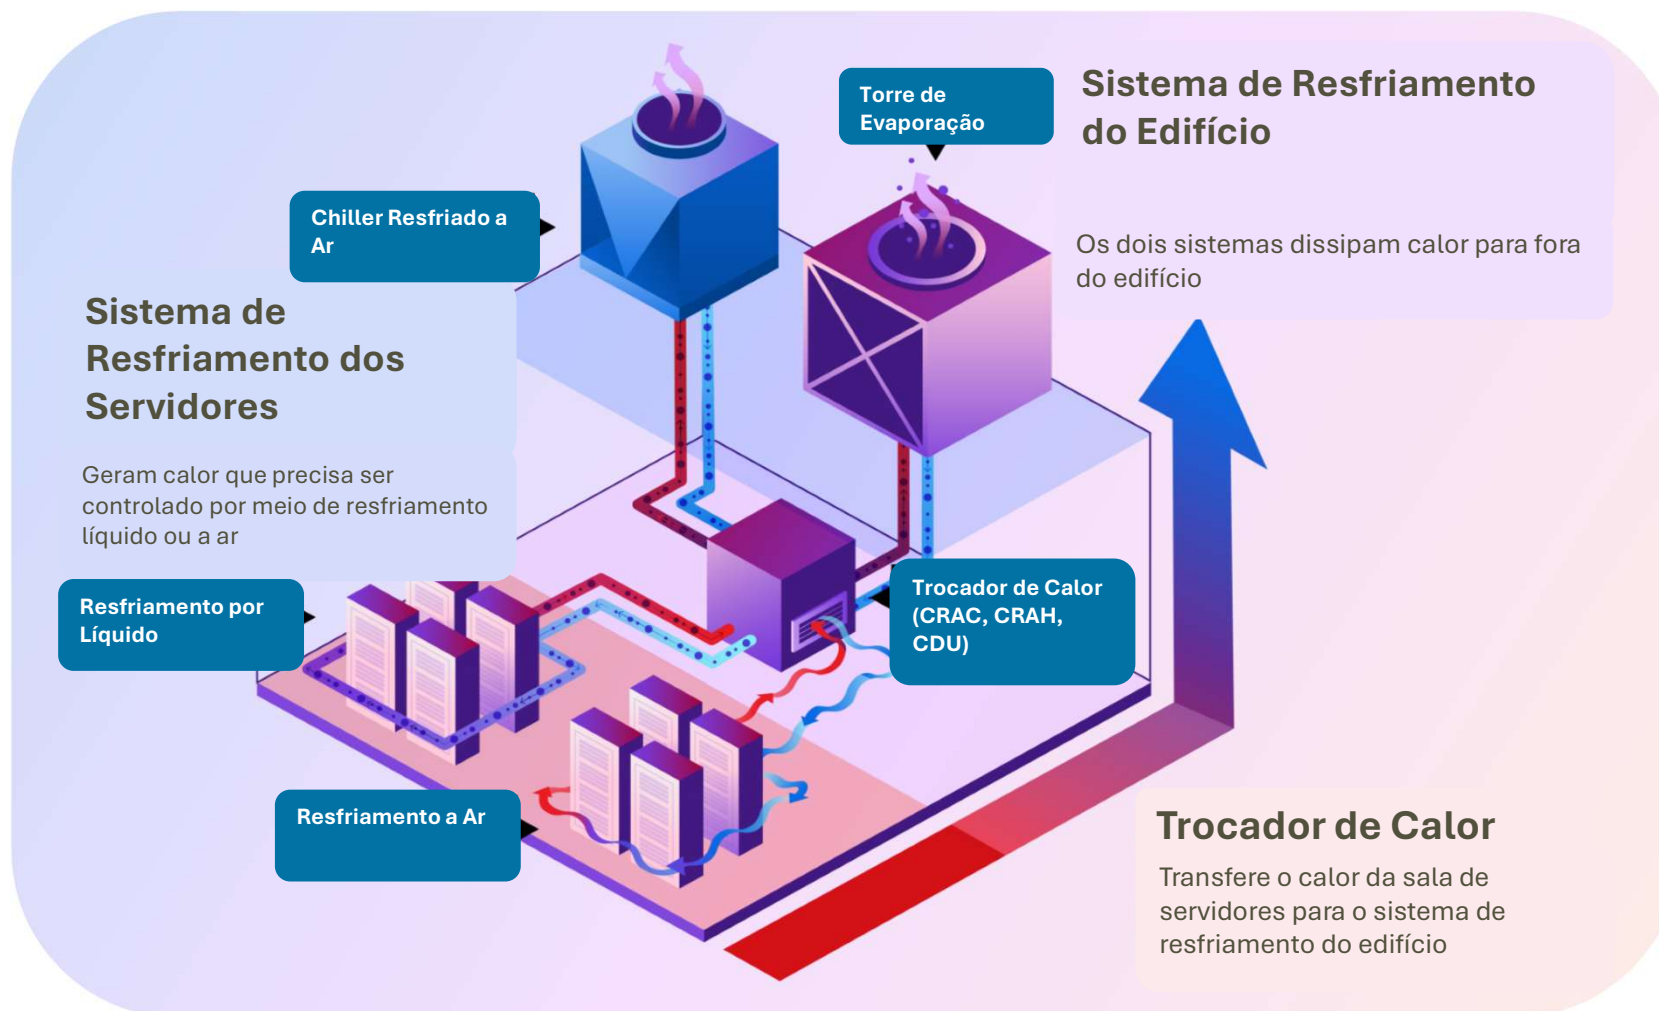 Torre de
Evaporação
Sistema de Resfriamento
do Edifício
Os dois sistemas dissipam calor para fora
do edifício
Chiller Resfriado a
Ar
Sistema de
Resfriamento dos
Servidores
Geram calor que precisa ser
controlado por meio de resfriamento
líquido ou a ar
Resfriamento por
Líquido
Trocador de Calor
(CRAC, CRAH,
CDU)
Resfriamento a Ar
Trocador de Calor
Transfere o calor da sala de
servidores para o sistema de
resfriamento do edifício